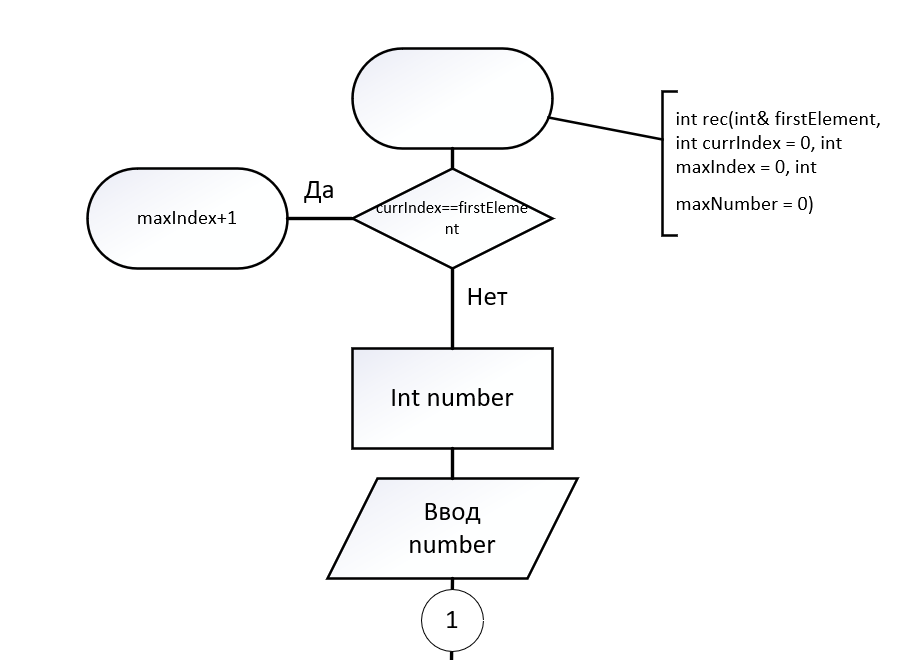 int rec(int& firstElement,
int currIndex = 0, int
maxIndex = 0, int
maxNumber = 0)
Да
maxIndex+1
currIndex==firstEleme
nt
Нет
Int number
Ввод
number
1